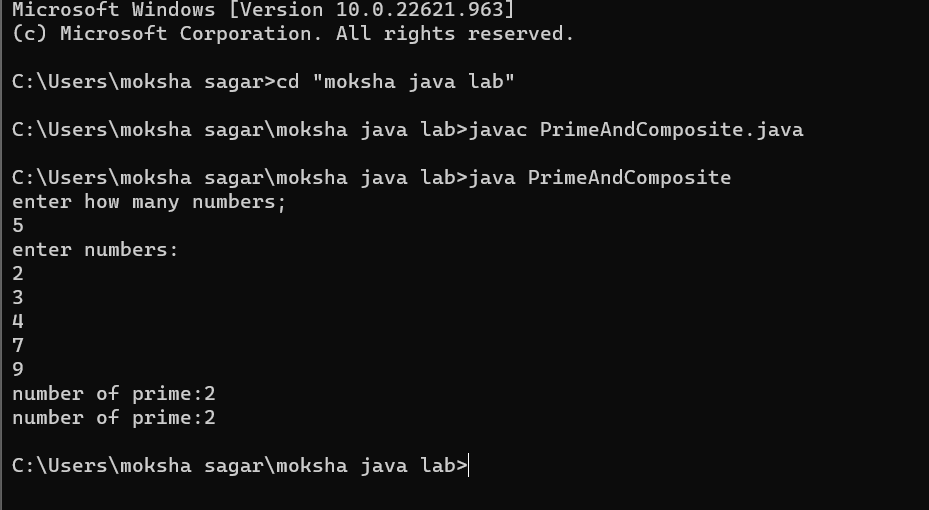 Microsoft Windows [Version 10.0.22621.963]
(c) Microsoft Corporation. All rights reserved.
C:\Users\moksha sagar>cd "moksha java lab"
C:\Users\moksha sagar\moksha java lab>javac PrimeAndComposite.java
C:\Users\moksha sagar\moksha java lab>java PrimeAndComposite
enter how many numbers;
5
enter numbers:
2
3
4
7
9
number of prime:2
number of prime:2
C:\Users\moksha sagar\moksha java lab>